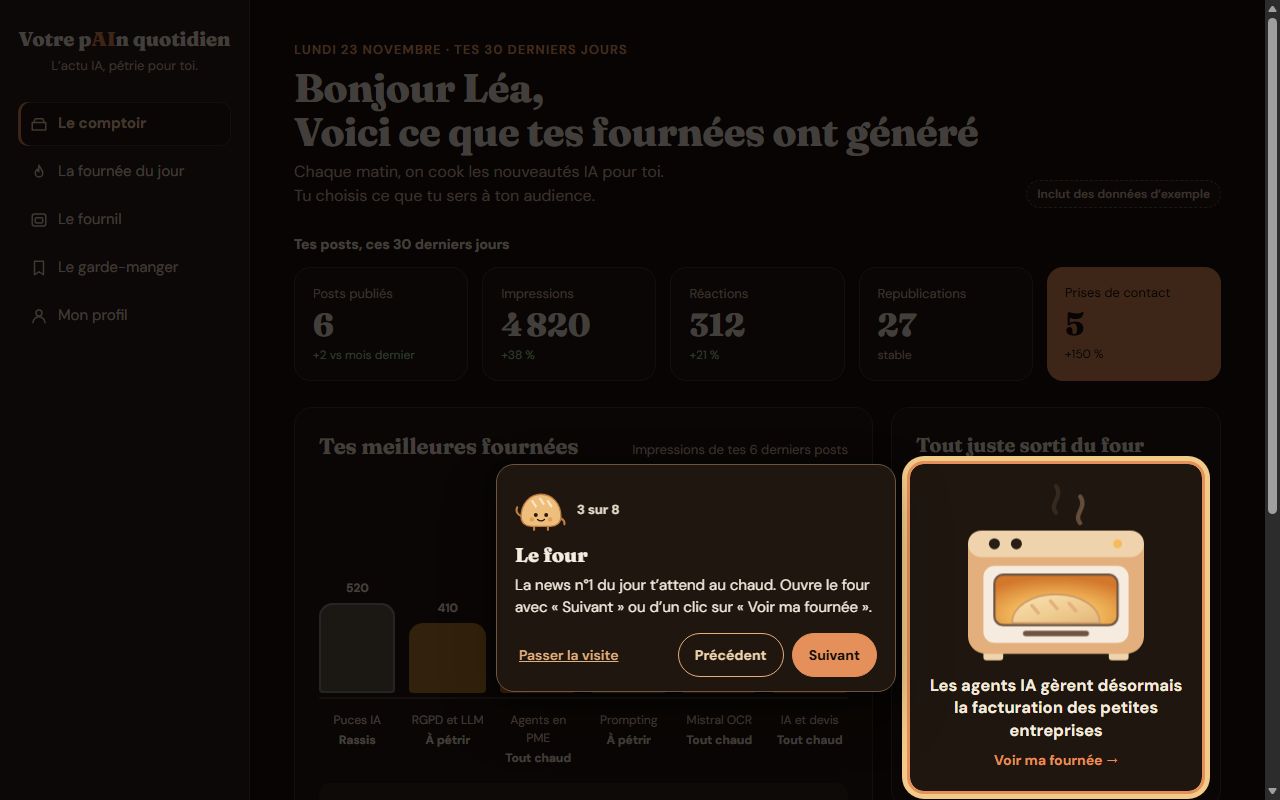 Votre pAIn quotidien
L'actu IA, pétrie pour toi.
Le comptoir
La fournée du jour
Le fournil
Le garde-manger
Mon profil
LUNDI 23 NOVEMBRE · TES 30 DERNIERS JOURS
Bonjour Léa,
Voici ce que tes fournées ont généré
Chaque matin, on cook les nouveautés IA pour toi.
Tu choisis ce que tu sers à ton audience.
Inclut des données d'exemple
Tes posts, ces 30 derniers jours
Posts publiés
6
+2 vs mois dernier
Impressions
4 820
+38 %
Réactions
312
+21 %
Republications
27
stable
Prises de contact
5
+150 %
Tes meilleures fournées
Impressions de tes 6 derniers posts
520
410
Puces IA
Rassis
RGPD et LLM
À pétrir
Agents en
PME
Tout chaud
Prompting
À pétrir
Mistral OCR
Tout chaud
IA et devis
Tout chaud
3 sur 8
Le four
La news n°1 du jour t'attend au chaud. Ouvre le four
avec « Suivant » ou d'un clic sur « Voir ma fournée ».
Passer la visite
Précédent
Suivant
Tout juste sorti du four
Les agents IA gèrent désormais
la facturation des petites
entreprises
Voir ma fournée →